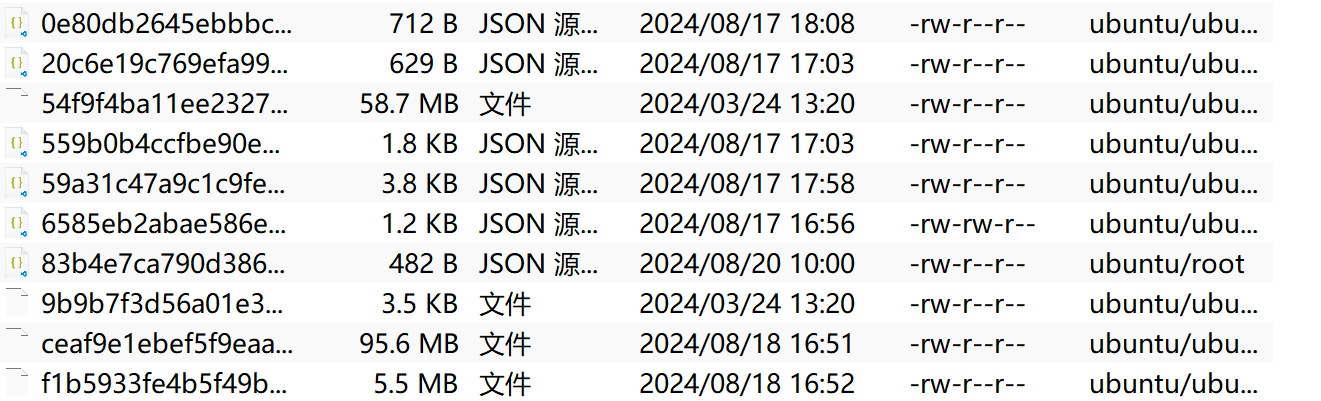 0e80db2645ebbbc... 712 B JSON 源... 2024/08/17 18:08 -rw-r--r-- ubuntu/ubu...
20c6e19c769efa99... 629 B JSON 源... 2024/08/17 17:03 -rw-r--r-- ubuntu/ubu...
54f9f4ba11ee2327... 58.7 MB 文件 2024/03/24 13:20 -rw-r--r-- ubuntu/ubu...
559b0b4ccfbe90e... 1.8 KB JSON 源... 2024/08/17 17:03 -rw-r--r-- ubuntu/ubu...
59a31c47a9c1c9fe... 3.8 KB JSON 源... 2024/08/17 17:58 -rw-r--r-- ubuntu/ubu...
6585eb2abae586e... 1.2 KB JSON 源... 2024/08/17 16:56 -rw-rw-r-- ubuntu/ubu...
83b4e7ca790d386... 482 B JSON 源... 2024/08/20 10:00 -rw-r--r-- ubuntu/root
9b9b7f3d56a01e3... 3.5 KB 文件 2024/03/24 13:20 -rw-r--r-- ubuntu/ubu...
ceaf9e1ebef5f9eaa... 95.6 MB 文件 2024/08/18 16:51 -rw-r--r-- ubuntu/ubu...
f1b5933fe4b5f49b... 5.5 MB 文件 2024/08/18 16:52 -rw-r--r-- ubuntu/ubu...